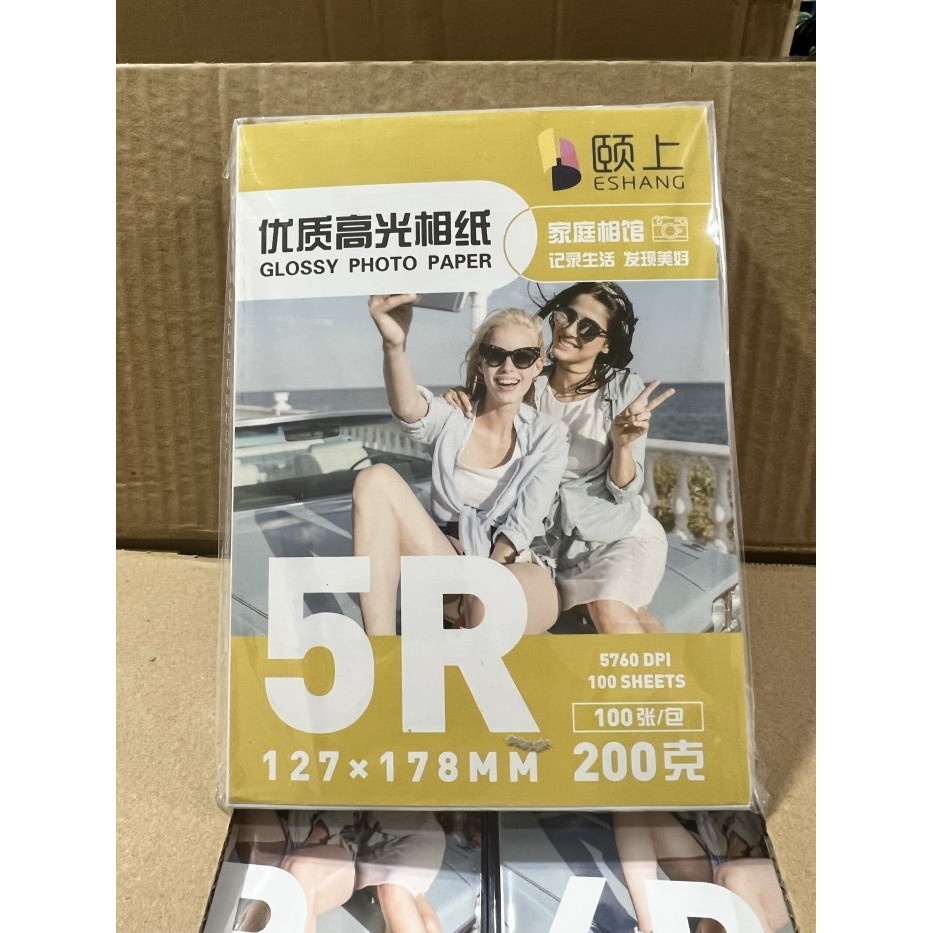 颐上
ESHANG
优质高光相纸
GLOSSY PHOTO PAPER
家庭相馆
记录生活 发现美好
5R
5760 DPI
100 SHEETS
100张/包
127×178MM
200克
R
6R